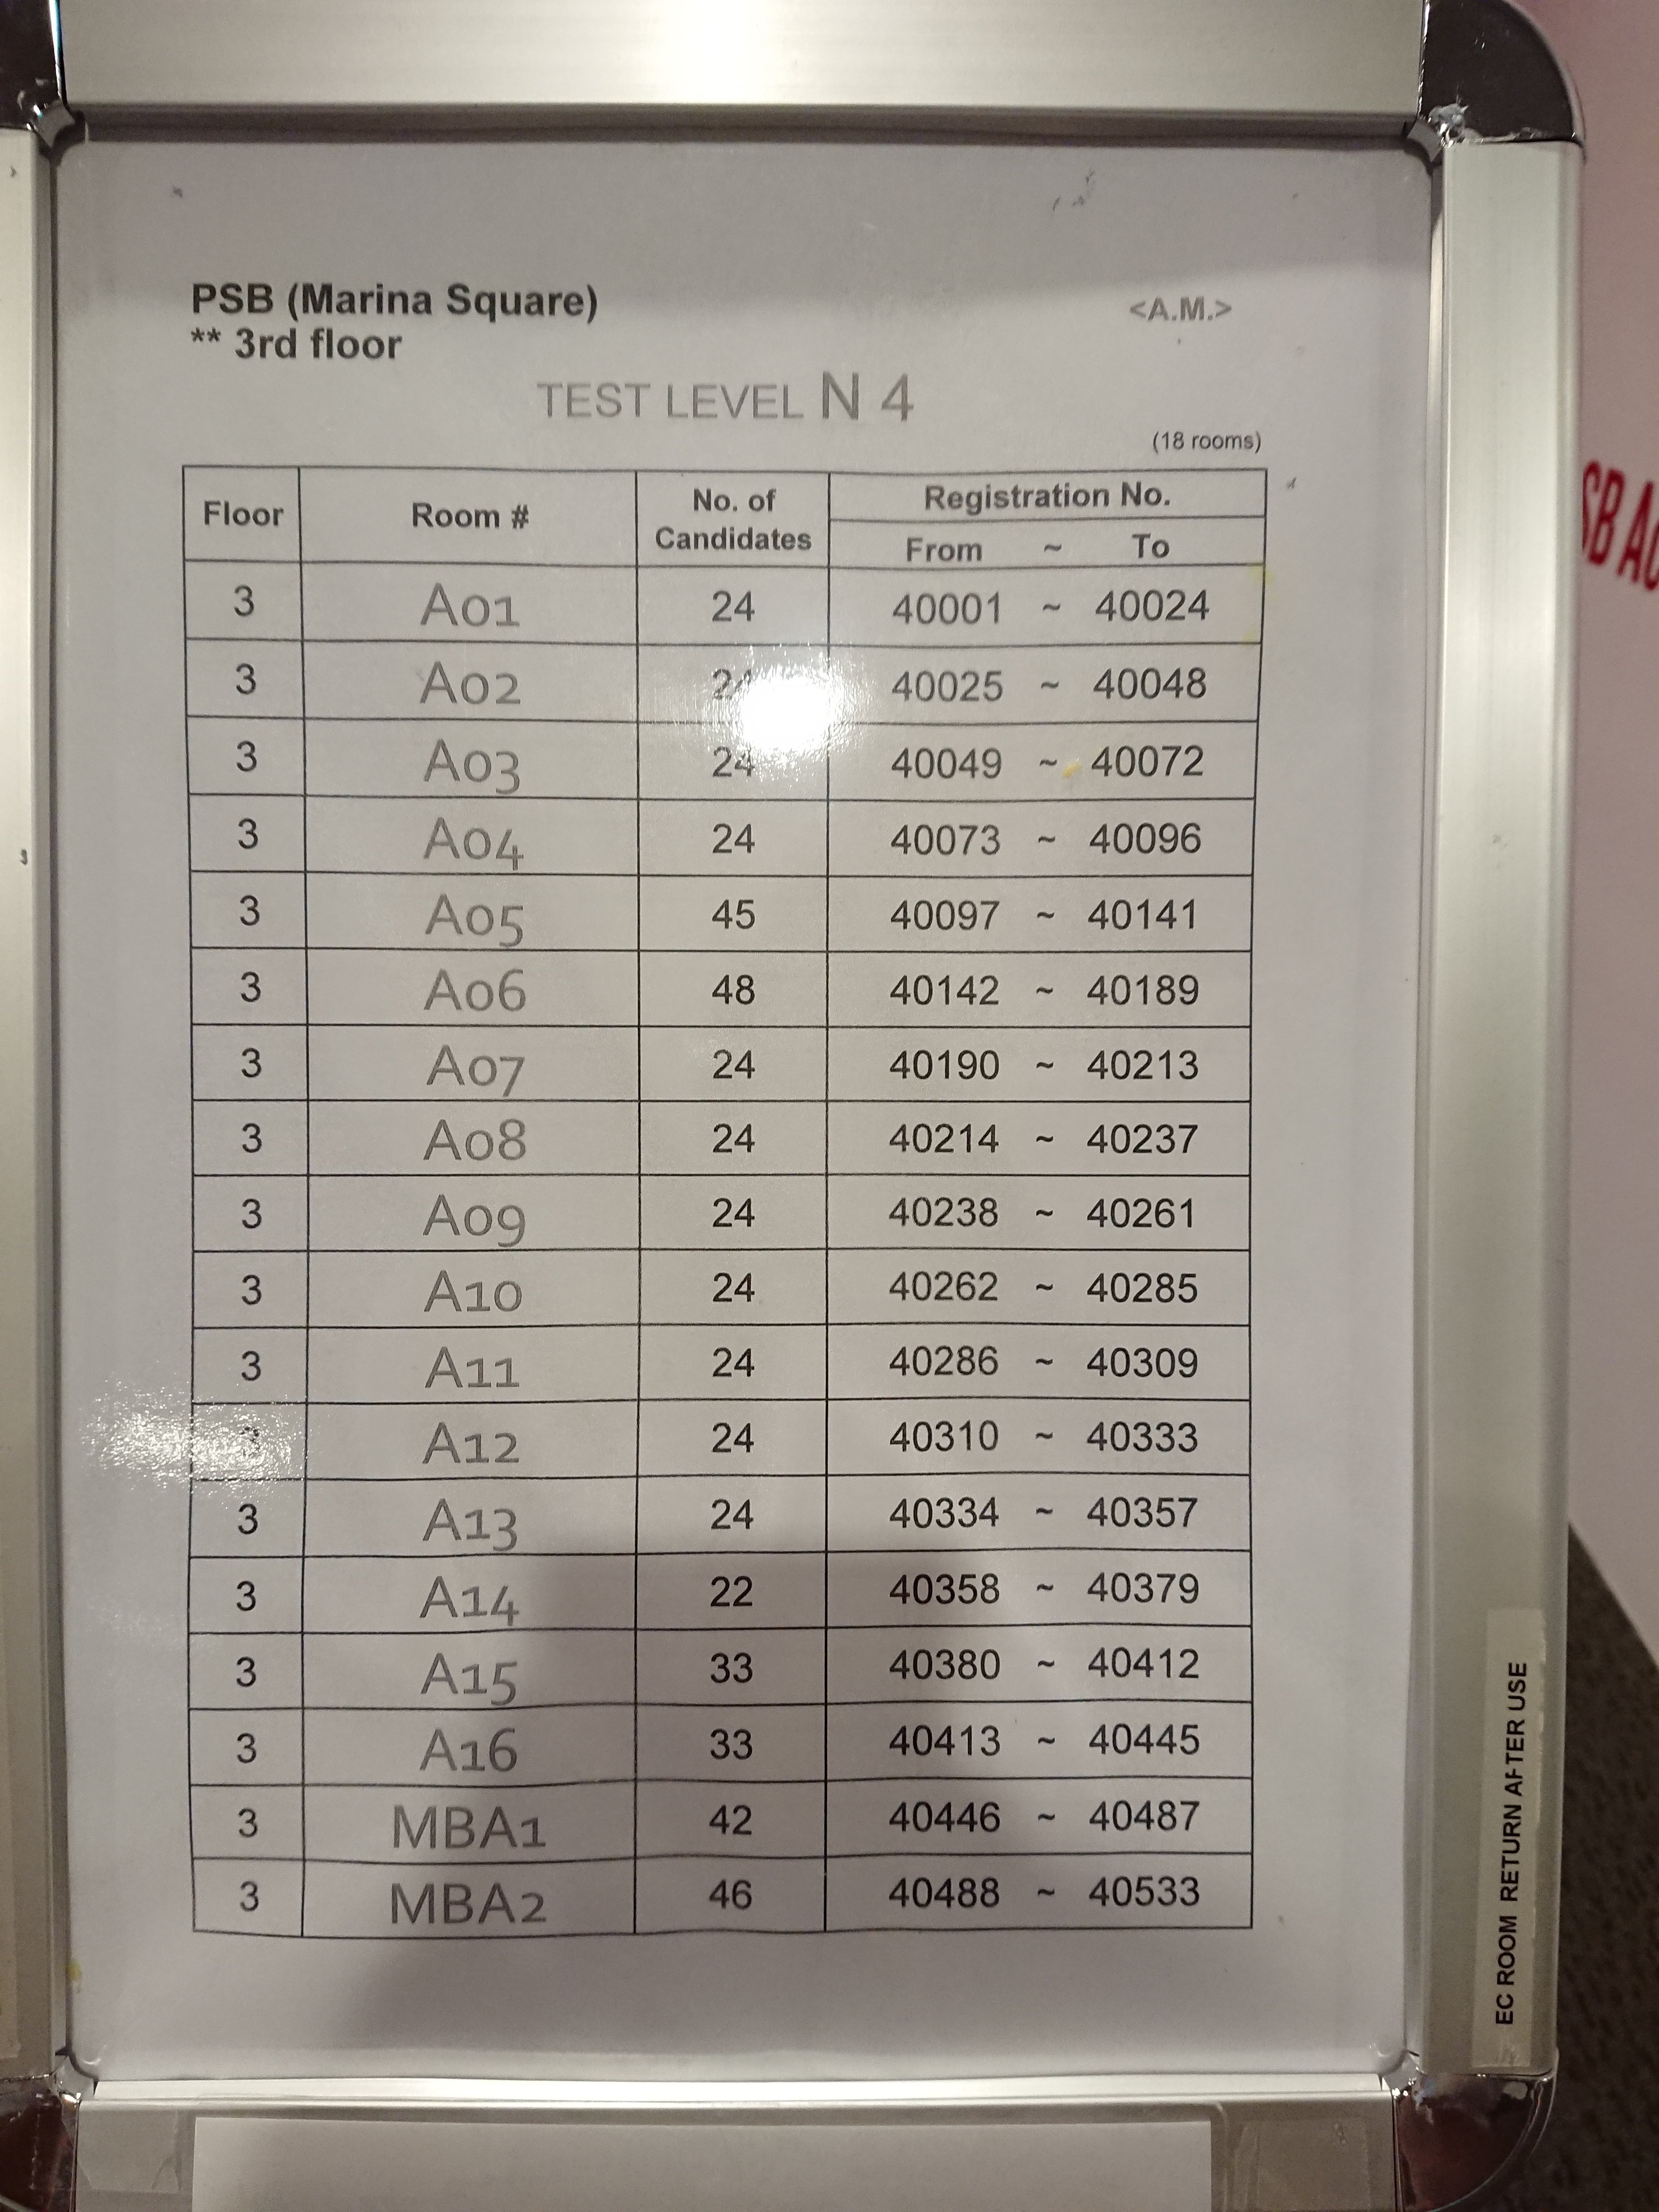 PSB (Marina Square) <A.M.>
** 3rd floor
TEST LEVEL N 4
(18 rooms)
Floor Room # No. of Candidates Registration No.
From ~ To
3 A01 24 40001 ~ 40024
3 A02 24 40025 ~ 40048
3 A03 24 40049 ~ 40072
3 A04 24 40073 ~ 40096
3 A05 45 40097 ~ 40141
3 A06 48 40142 ~ 40189
3 A07 24 40190 ~ 40213
3 A08 24 40214 ~ 40237
3 A09 24 40238 ~ 40261
3 A10 24 40262 ~ 40285
3 A11 24 40286 ~ 40309
3 A12 24 40310 ~ 40333
3 A13 24 40334 ~ 40357
3 A14 22 40358 ~ 40379
3 A15 33 40380 ~ 40412
3 A16 33 40413 ~ 40445
3 MBA1 42 40446 ~ 40487
3 MBA2 46 40488 ~ 40533
EC ROOM RETURN AFTER USE